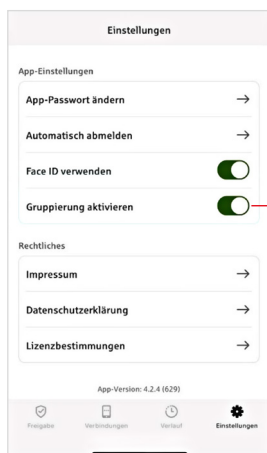 Einstellungen
App-Einstellungen
App-Passwort ändern
Automatisch abmelden
Face ID verwenden
Gruppierung aktivieren
Rechtliches
Impressum
Datenschutzerklärung
Lizenzbestimmungen
App-Version: 4.2.4 (629)
Freigabe Verbindungen Verlauf Einstellungen